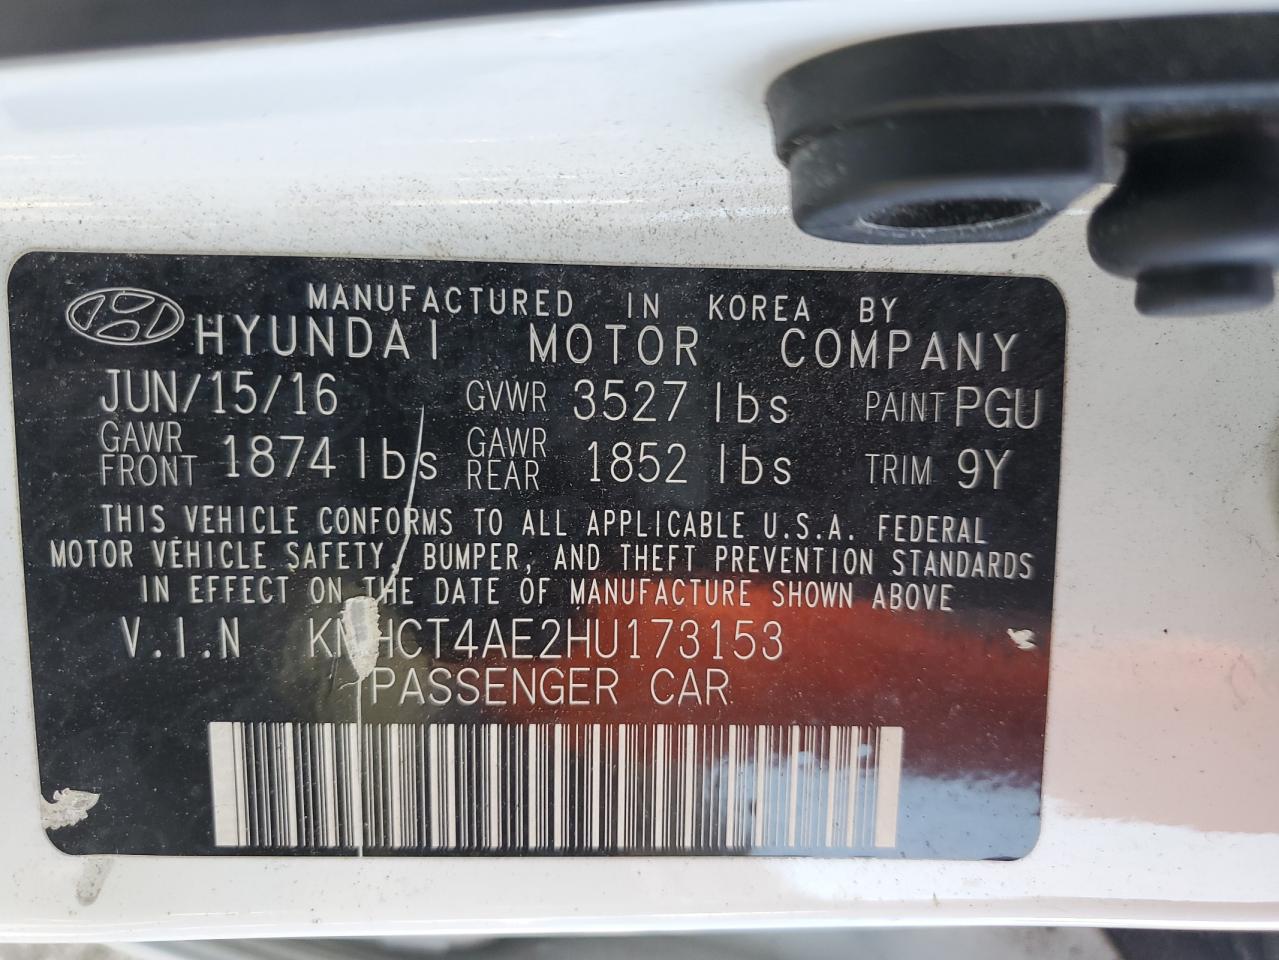 MANUFACTURED IN KOREA BY
HYUNDAI MOTOR COMPANY
JUN/15/16 GVWR 3527 lbs PAINT PGU
GAWR FRONT 1874 lbs GAWR REAR 1852 lbs TRIM 9Y
THIS VEHICLE CONFORMS TO ALL APPLICABLE U.S.A. FEDERAL
MOTOR VEHICLE SAFETY, BUMPER, AND THEFT PREVENTION STANDARDS
IN EFFECT ON THE DATE OF MANUFACTURE SHOWN ABOVE
V.I.N KMHCT4AE2HU173153
PASSENGER CAR